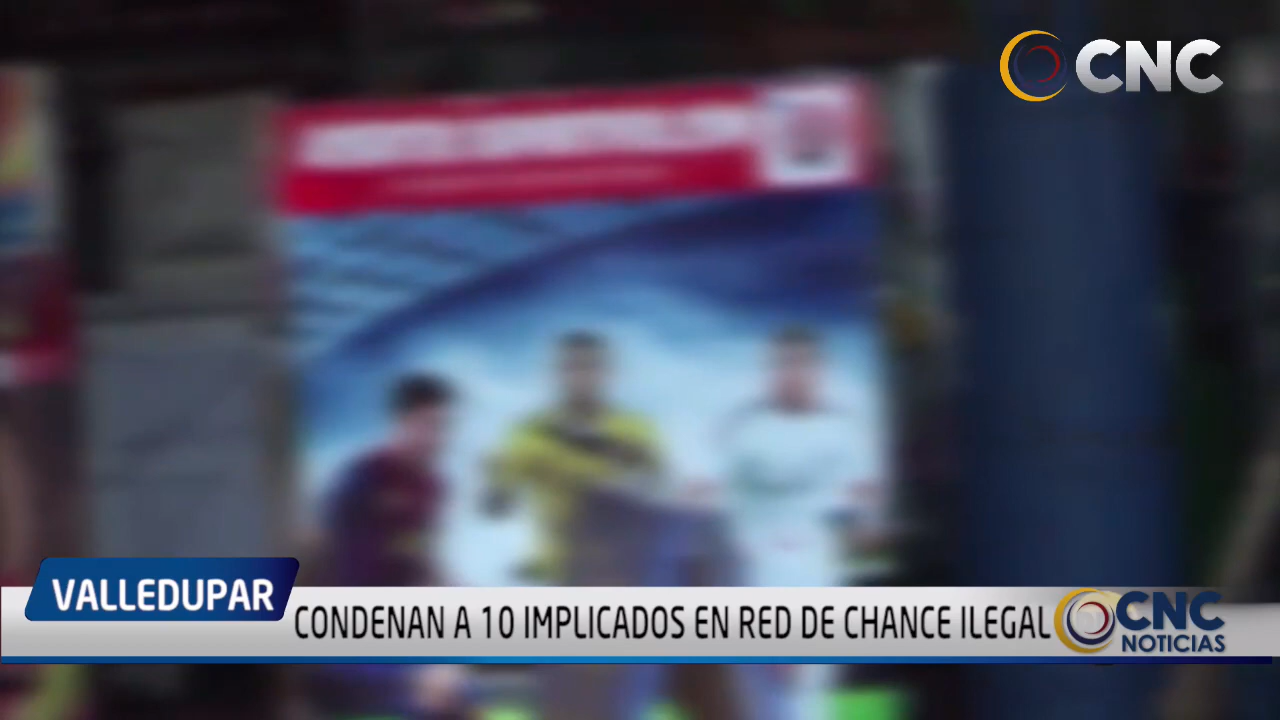 CNC
VALLEDUPAR
CONDENAN A 10 IMPLICADOS EN RED DE CHANCE ILEGAL
CNC
NOTICIAS